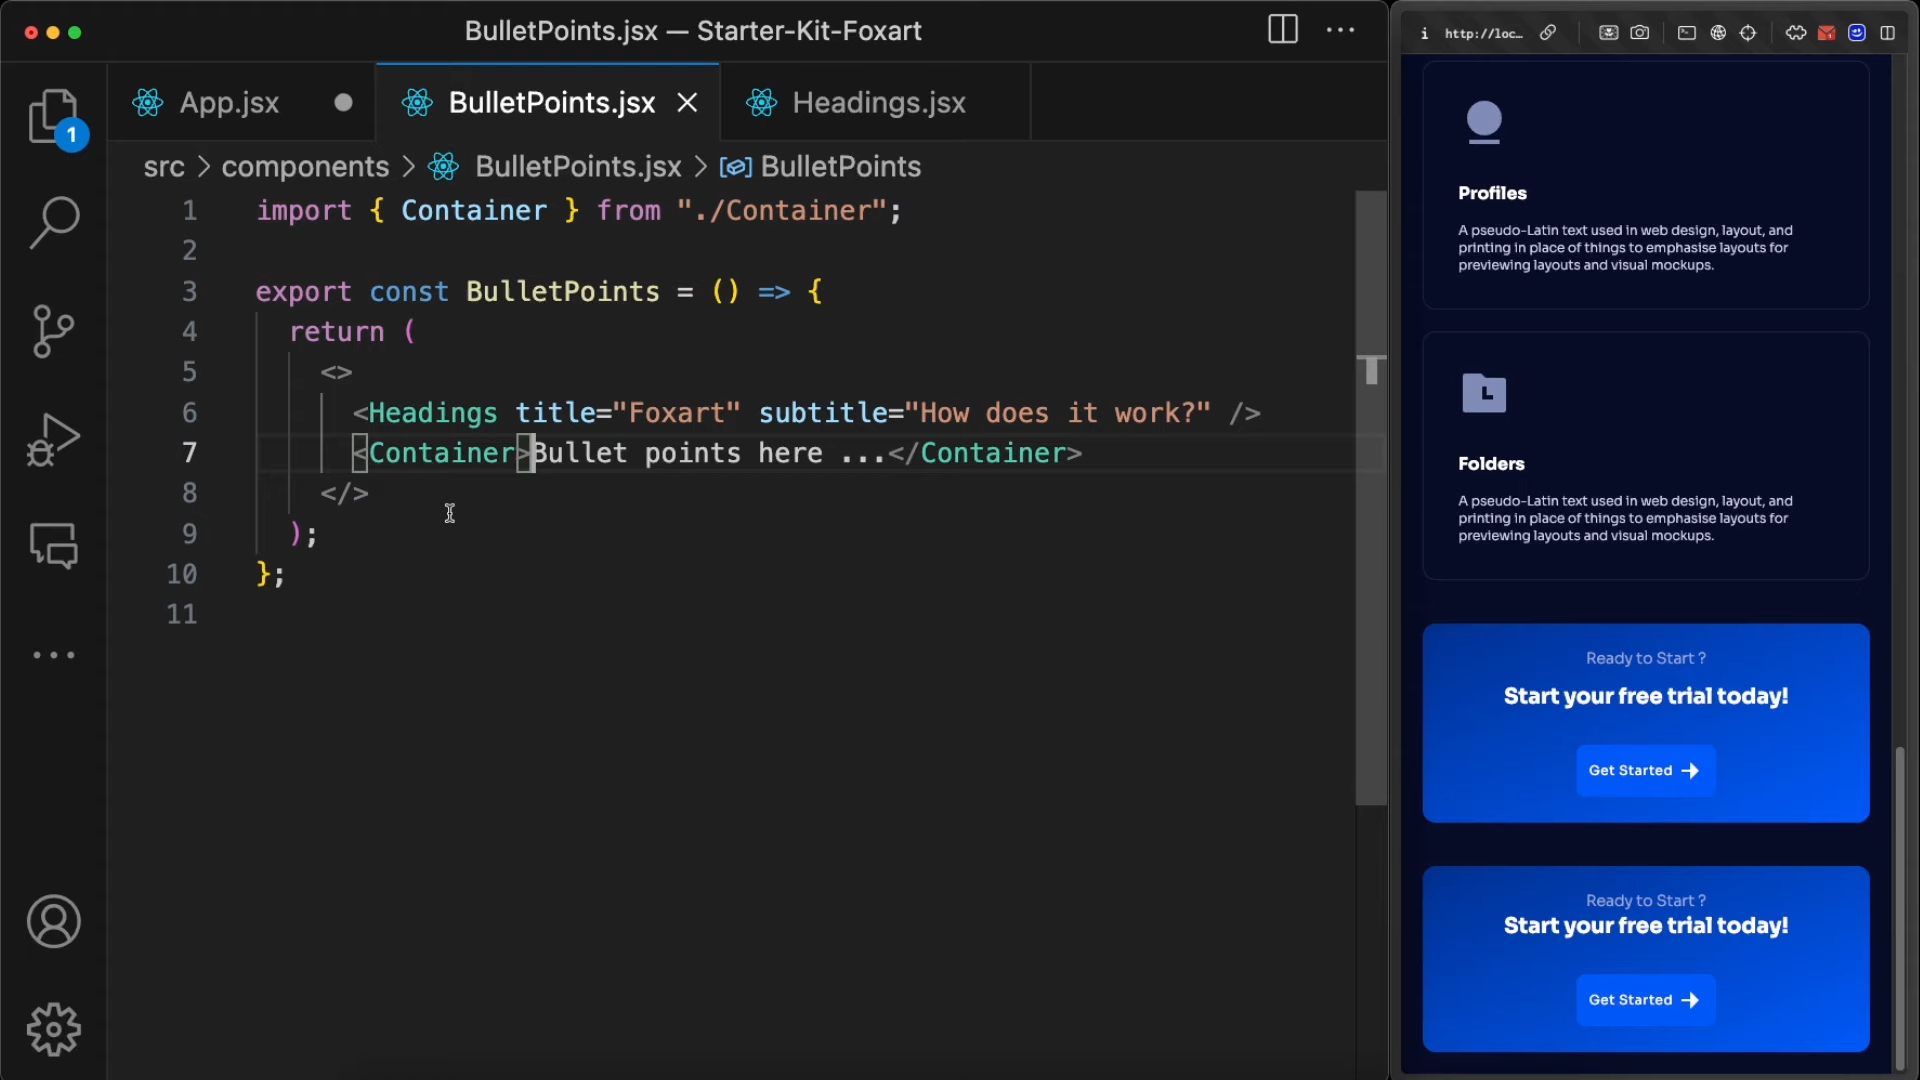 BulletPoints.jsx — Starter-Kit-Foxart
App.jsx
BulletPoints.jsx
Headings.jsx
src > components > BulletPoints.jsx > BulletPoints
1 import { Container } from "./Container";
2
3 export const BulletPoints = () => {
4 return (
5 <>
6 <Headings title="Foxart" subtitle="How does it work?" />
7 <Container>Bullet points here ...</Container>
8 </>
9 );
10 };
11
1
http://loc…
Profiles
A pseudo-Latin text used in web design, layout, and
printing in place of things to emphasise layouts for
previewing layouts and visual mockups.
Folders
A pseudo-Latin text used in web design, layout, and
printing in place of things to emphasise layouts for
previewing layouts and visual mockups.
Ready to Start ?
Start your free trial today!
Get Started
Ready to Start ?
Start your free trial today!
Get Started